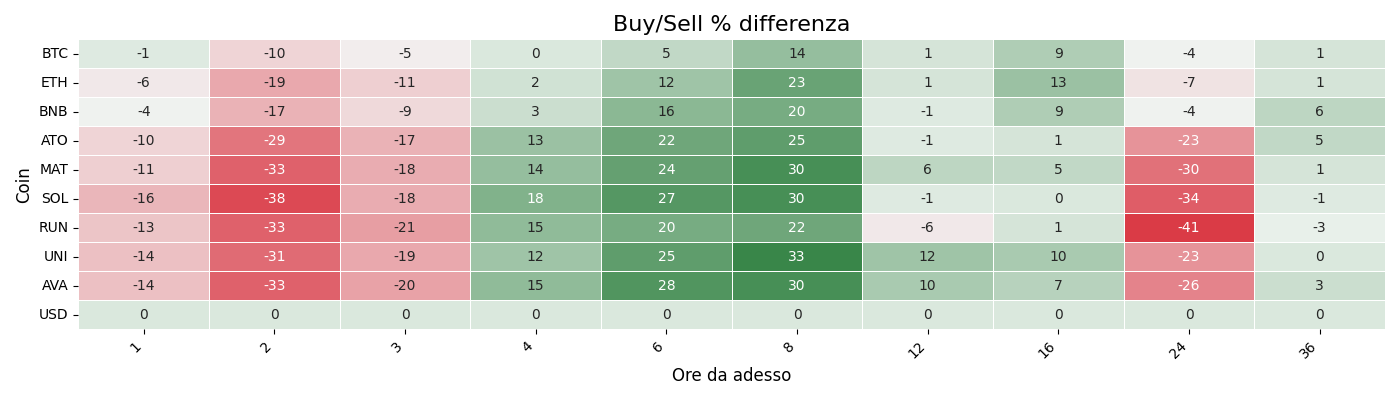 Buy/Sell % differenza
Coin
BTC -1 -10 -5 0 5 14 1 9 -4 1
ETH -6 -19 -11 2 12 23 1 13 -7 1
BNB -4 -17 -9 3 16 20 -1 9 -4 6
ATO -10 -29 -17 13 22 25 -1 1 -23 5
MAT -11 -33 -18 14 24 30 6 5 -30 1
SOL -16 -38 -18 18 27 30 -1 0 -34 -1
RUN -13 -33 -21 15 20 22 -6 1 -41 -3
UNI -14 -31 -19 12 25 33 12 10 -23 0
AVA -14 -33 -20 15 28 30 10 7 -26 3
USD 0 0 0 0 0 0 0 0 0 0
1 2 3 4 6 8 12 16 24 36
Ore da adesso